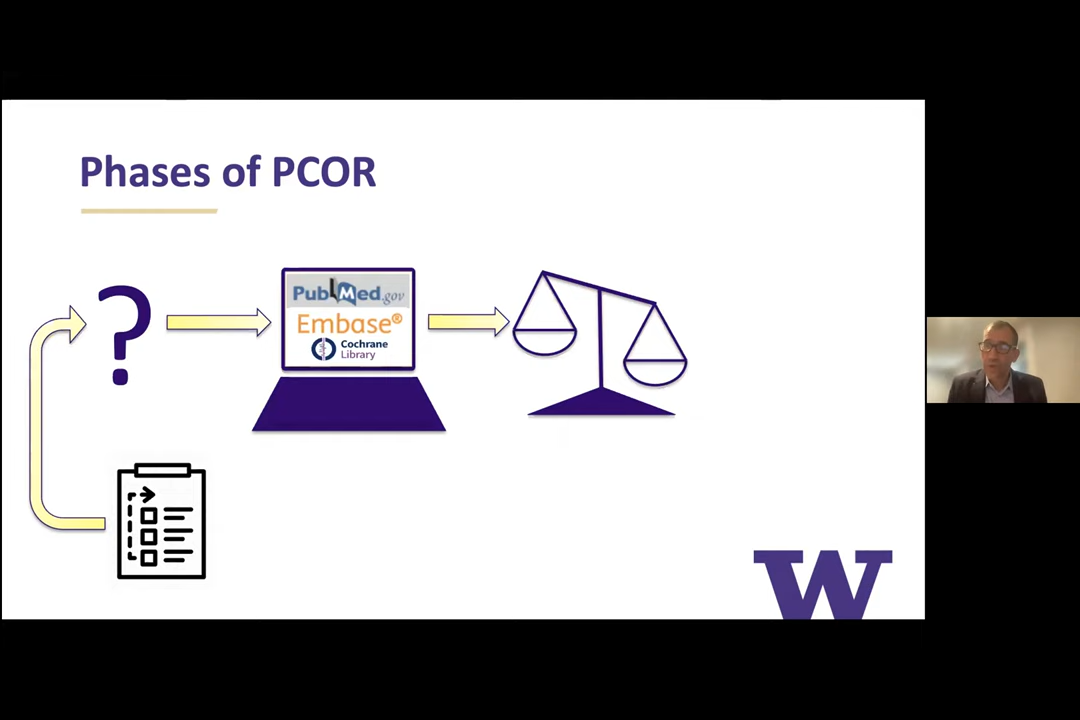 Phases of PCOR
?
PubMed.gov
Embase®
Cochrane
Library
W